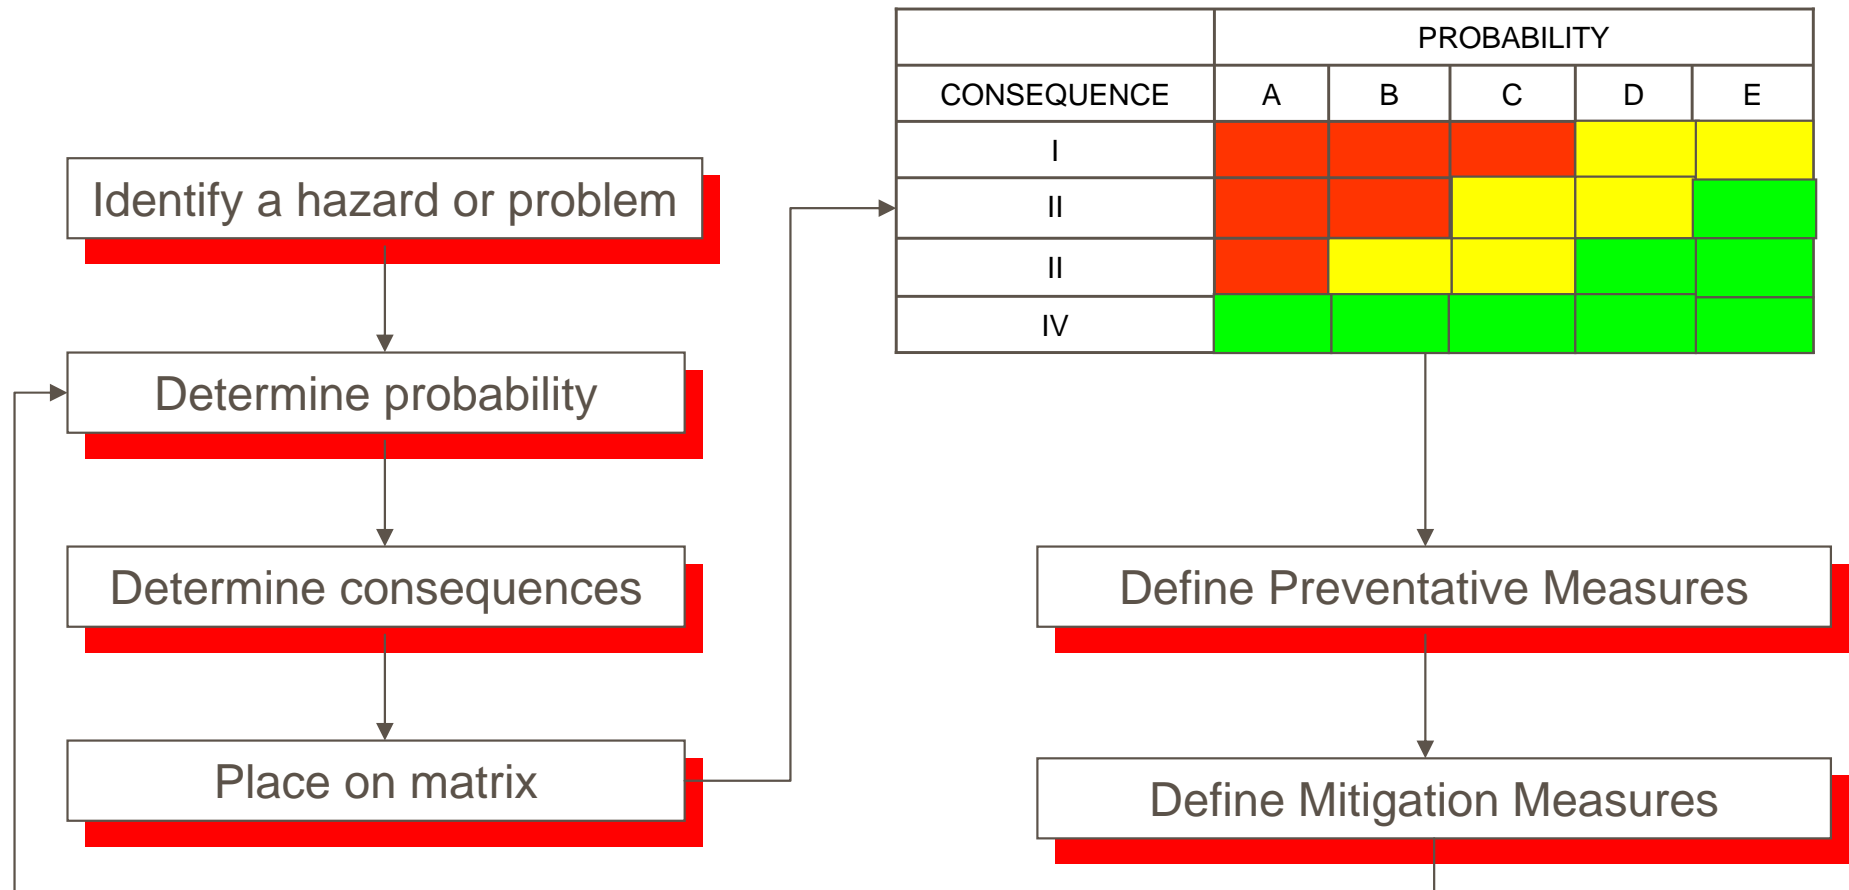 PROBABILITY
CONSEQUENCE A B C D E
I
II
II
IV
Identify a hazard or problem
Determine probability
Determine consequences
Place on matrix
Define Preventative Measures
Define Mitigation Measures